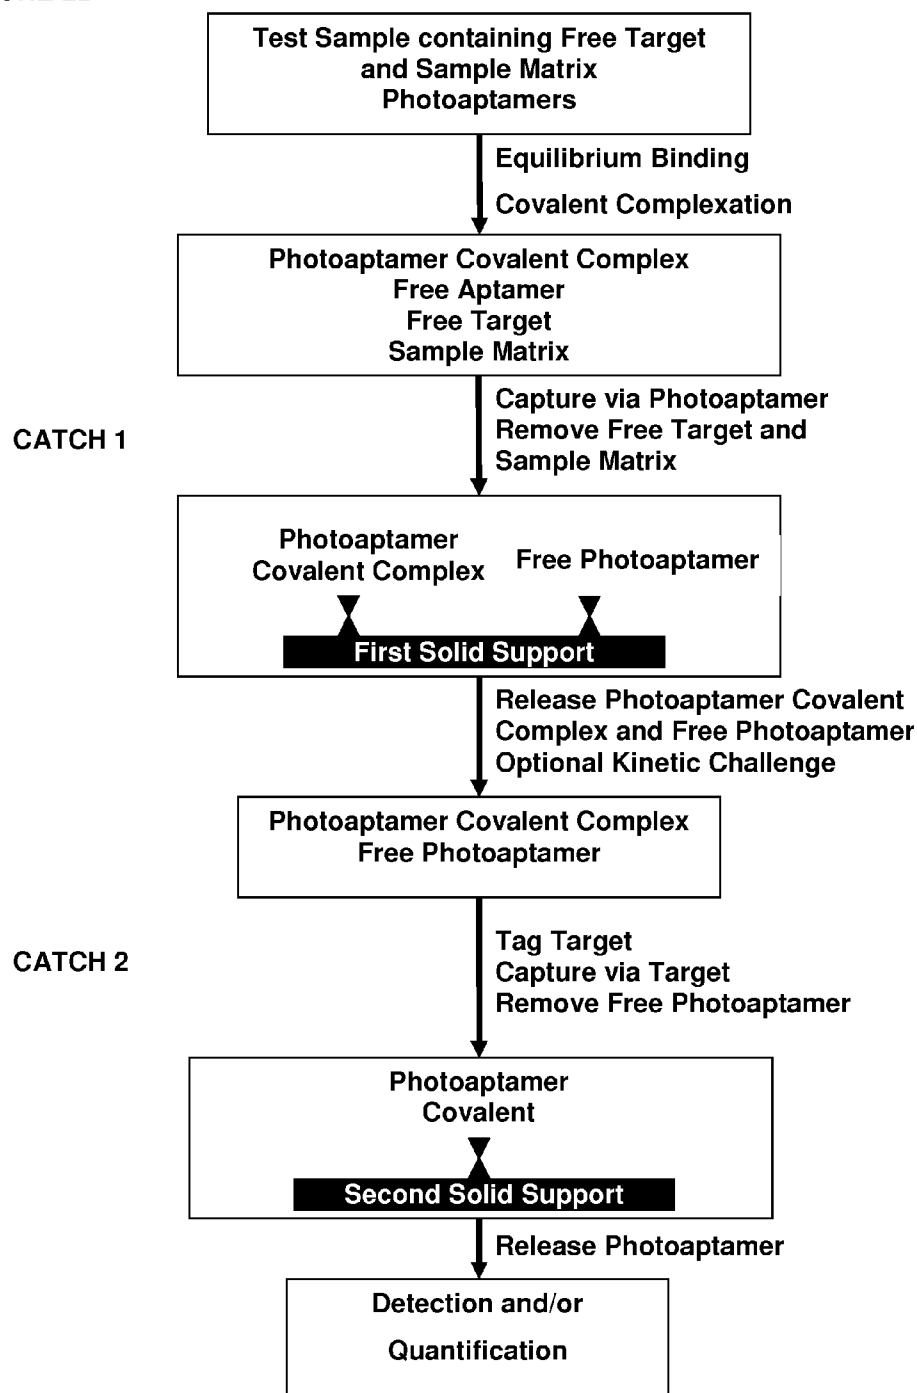 Test Sample containing Free Target
and Sample Matrix
Photoaptamers
Equilibrium Binding
Covalent Complexation
Photoaptamer Covalent Complex
Free Aptamer
Free Target
Sample Matrix
CATCH 1
Capture via Photoaptamer
Remove Free Target and
Sample Matrix
Photoaptamer
Covalent Complex
Free Photoaptamer
First Solid Support
Release Photoaptamer Covalent
Complex and Free Photoaptamer
Optional Kinetic Challenge
Photoaptamer Covalent Complex
Free Photoaptamer
CATCH 2
Tag Target
Capture via Target
Remove Free Photoaptamer
Photoaptamer
Covalent
Second Solid Support
Release Photoaptamer
Detection and/or
Quantification